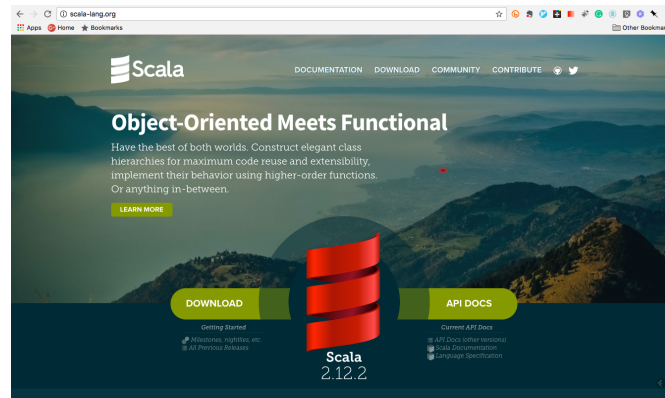 scala-lang.org
Apps Home Bookmarks Other Bookmar
Scala
DOCUMENTATION DOWNLOAD COMMUNITY CONTRIBUTE
Object-Oriented Meets Functional
Have the best of both worlds. Construct elegant class
hierarchies for maximum code reuse and extensibility,
implement their behavior using higher-order functions.
Or anything in-between.
LEARN MORE
DOWNLOAD API DOCS
Getting Started Current API Docs
Milestones, nightlies, etc. API Docs (other versions)
All Previous Releases Scala Documentation
Language Specification
Scala
2.12.2